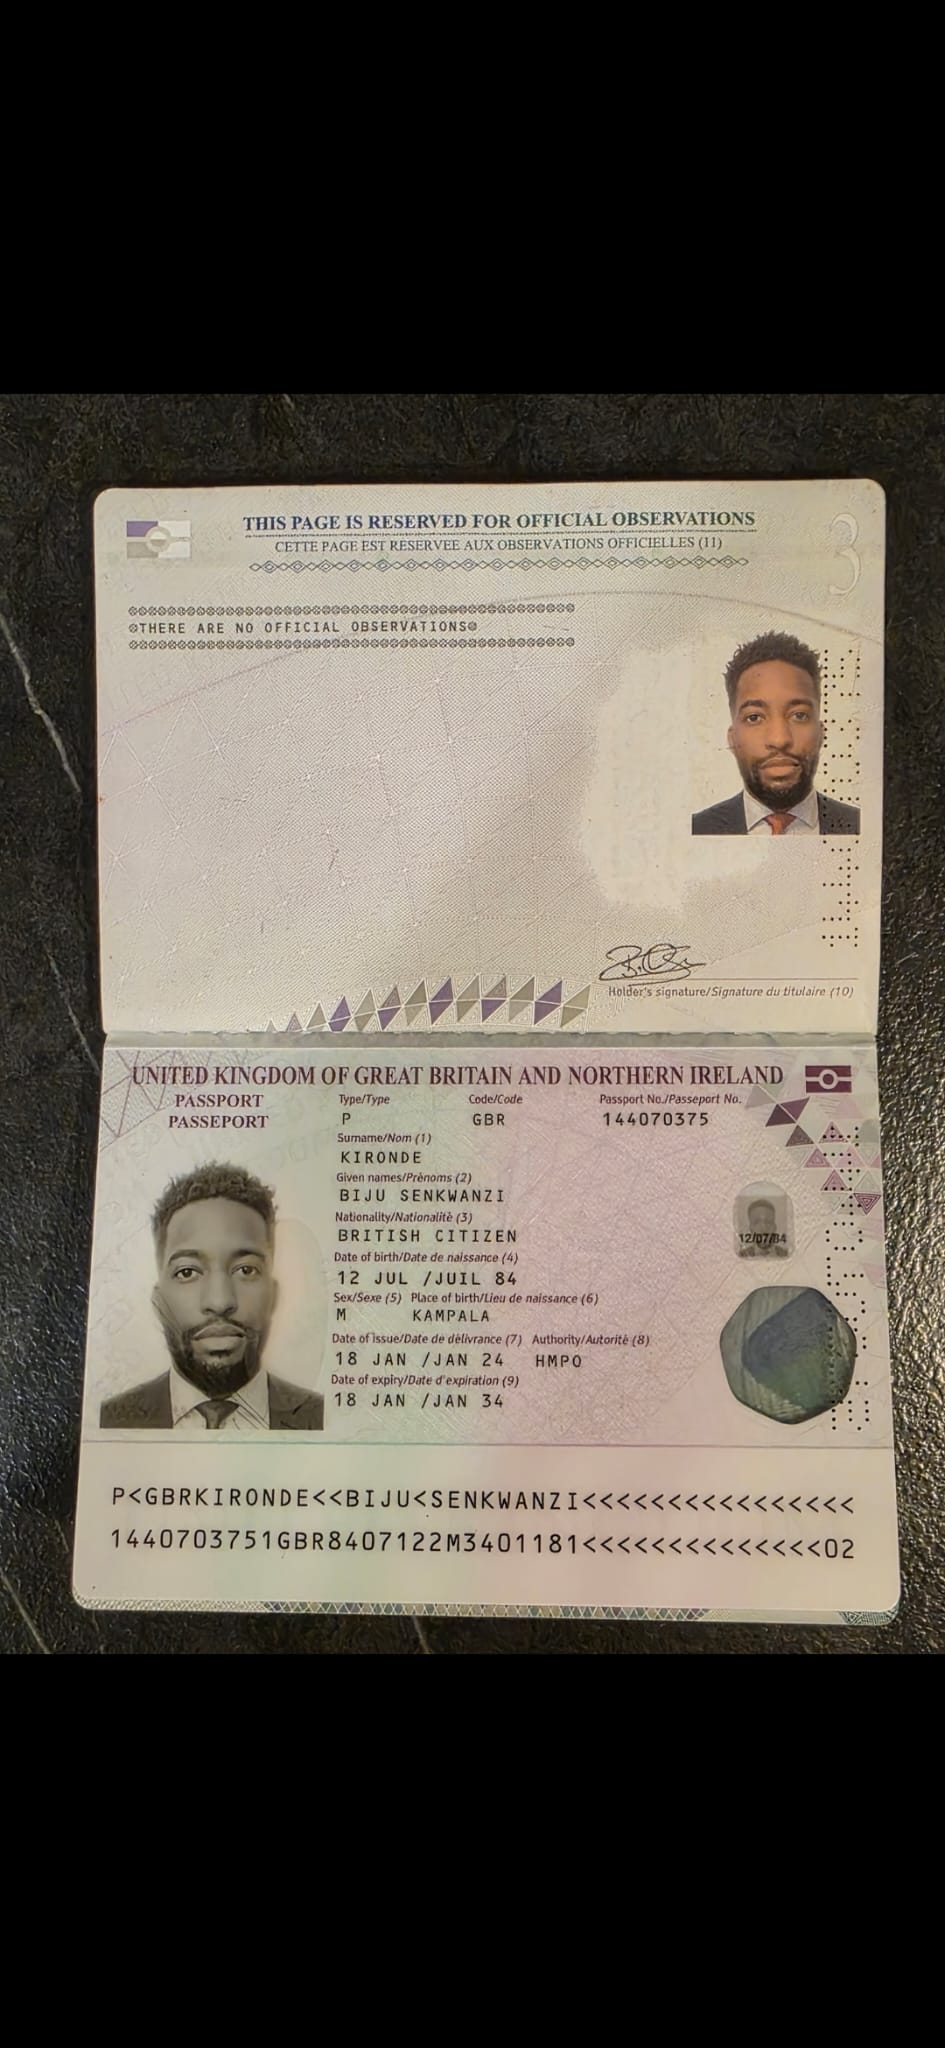 THIS PAGE IS RESERVED FOR OFFICIAL OBSERVATIONS
CETTE PAGE EST RESERVEE AUX OBSERVATIONS OFFICIELLES (11)
3
THERE ARE NO OFFICIAL OBSERVATIONS
Holder's signature/Signature du titulaire (10)
UNITED KINGDOM OF GREAT BRITAIN AND NORTHERN IRELAND
PASSPORT
PASSEPORT
Type/Type Code/Code Passport No./Passeport No.
P GBR 144070375
Surname/Nom (1)
KIRONDE
Given names/Prénoms (2)
BIJU SENKWANZI
Nationality/Nationalité (3)
BRITISH CITIZEN
Date of birth/Date de naissance (4)
12 JUL /JUIL 84
12/07/84
Sex/Sexe (5) Place of birth/Lieu de naissance (6)
M KAMPALA
Date of issue/Date de délivrance (7) Authority/Autorité (8)
18 JAN /JAN 24 HMPO
Date of expiry/Date d'expiration (9)
18 JAN /JAN 34
P<GBRKIRONDE<<BIJU<SENKWANZI<<<<<<<<<<<<<<<<
1440703751GBR8407122M3401181<<<<<<<<<<<<<<02